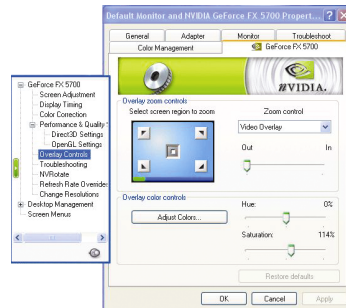 Default Monitor and NVIDIA GeForce FX 5700 Propert...
General
Adapter
Monitor
Troubleshoot
Color Management
GeForce FX 5700
NVIDIA.
GeForce FX 5700
Screen Adjustment
Display Timing
Color Correction
Performance & Quality S
Direct3D Settings
OpenGL Settings
Overlay Controls
Troubleshooting
NVRotate
Refresh Rate Overrides
Change Resolutions
Desktop Management
Screen Menus
Overlay zoom controls
Select screen region to zoom
Zoom control
Video Overlay
Out
In
Overlay color controls
Adjust Colors...
Hue:
0%
Saturation:
114%
Restore defaults
OK
Cancel
Apply